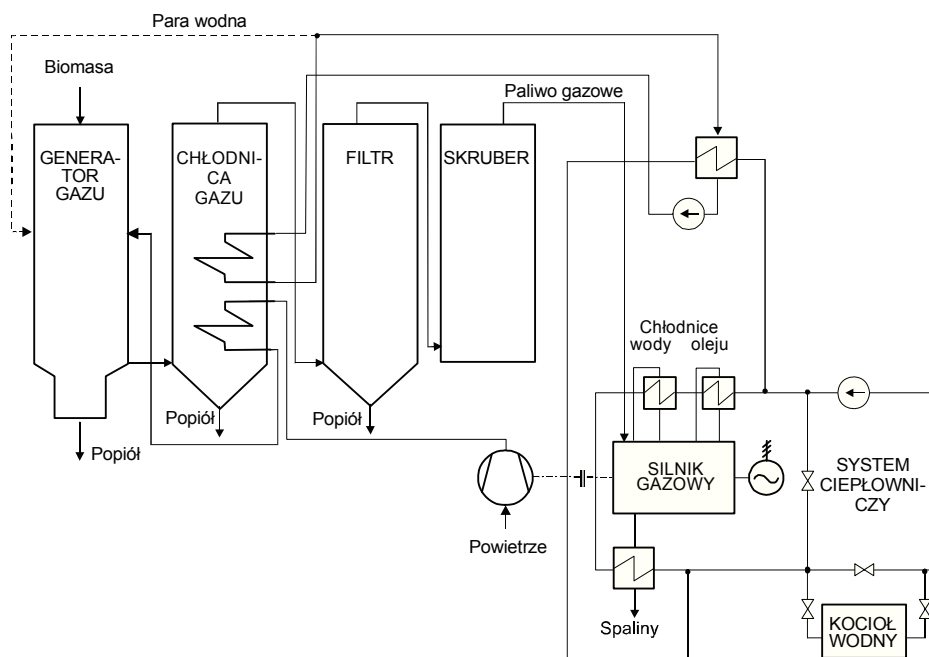 Para wodna
Biomasa
Paliwo gazowe
GENERA-
TOR
GAZU
CHŁODNI-
CA
GAZU
FILTR
SKRUBER
Chłodnice
wody oleju
Popiół
Popiół
Popiół
SILNIK
GAZOWY
SYSTEM
CIEPŁOWNI-
CZY
Powietrze
Spaliny
KOCIOŁ
WODNY